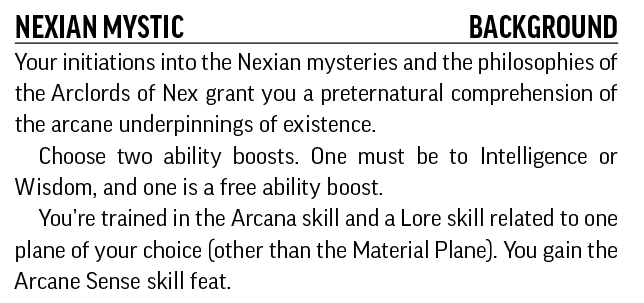 NEXIAN MYSTIC BACKGROUND
Your initiations into the Nexian mysteries and the philosophies of
the Arclords of Nex grant you a preternatural comprehension of
the arcane underpinnings of existence.
Choose two ability boosts. One must be to Intelligence or
Wisdom, and one is a free ability boost.
You're trained in the Arcana skill and a Lore skill related to one
plane of your choice (other than the Material Plane). You gain the
Arcane Sense skill feat.